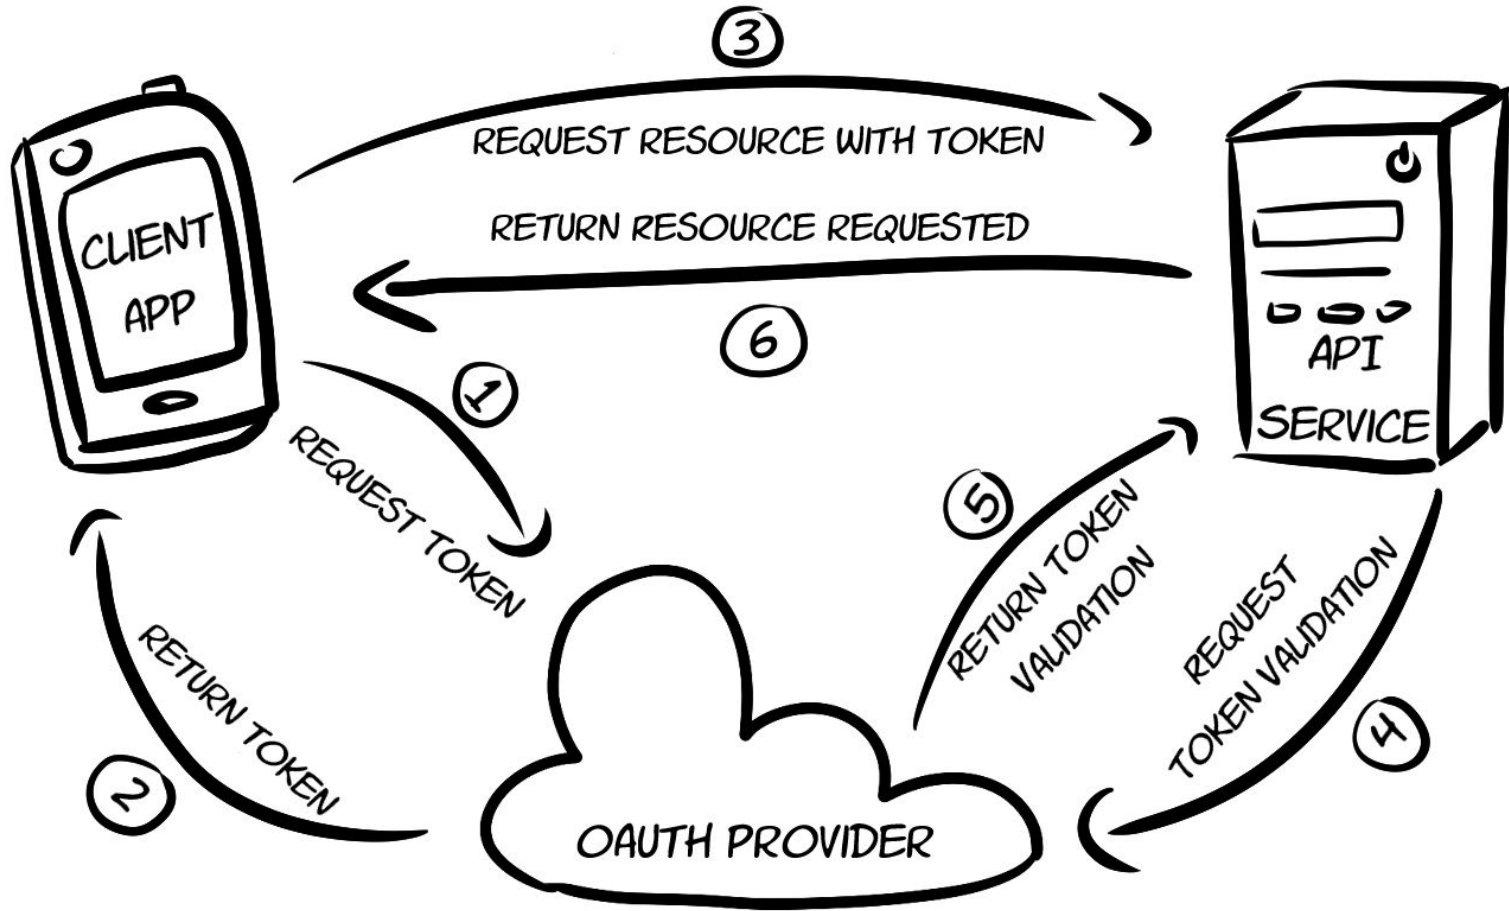 3
REQUEST RESOURCE WITH TOKEN
RETURN RESOURCE REQUESTED
6
CLIENT
APP
API
SERVICE
1
REQUEST TOKEN
2
RETURN TOKEN
5
RETURN TOKEN
VALIDATION
REQUEST
TOKEN VALIDATION
4
OAUTH PROVIDER